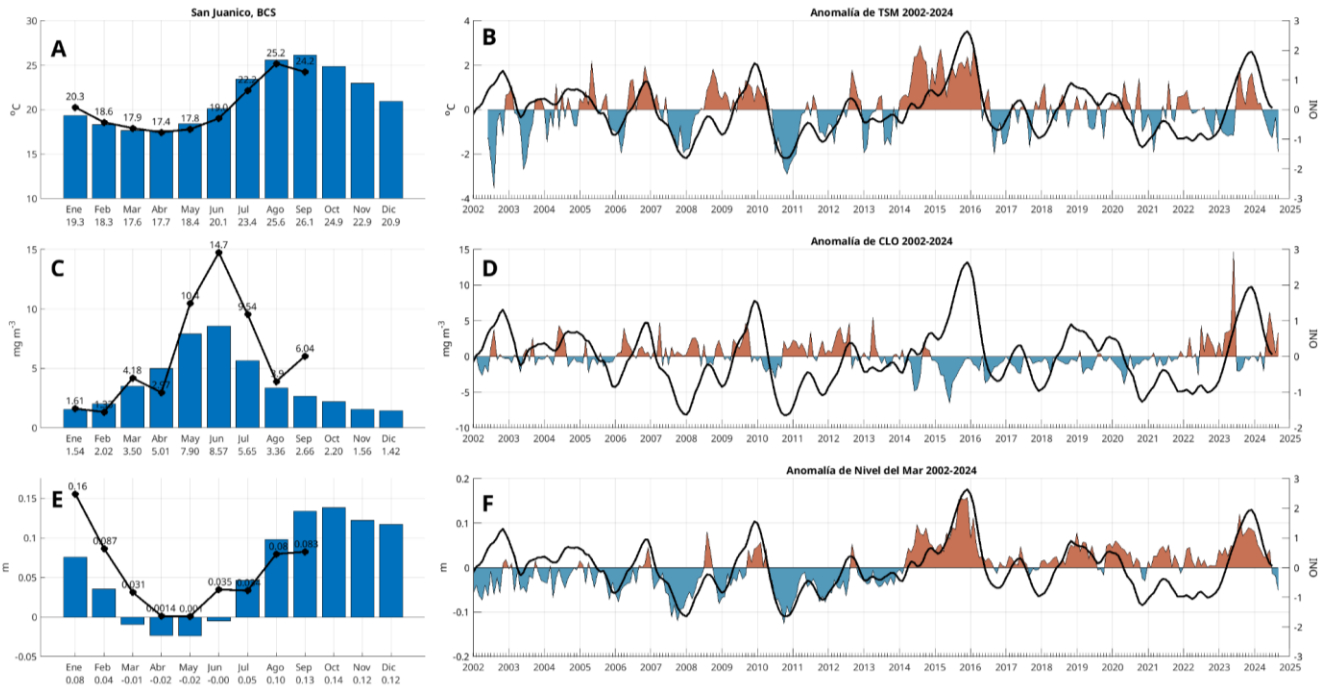 San Juanico, BCS
A
30
25
20
15
10
°C
20.3 18.6 17.9 17.4 17.8 19.0 25.2 24.2
Ene Feb Mar Abr May Jun Jul Ago Sep Oct Nov Dic
19.3 18.3 17.6 17.7 18.4 20.1 23.4 25.6 26.1 24.9 22.9 20.9
Anomalía de TSM 2002-2024
B
4
2
0
-2
-4
°C
3
2
1
0
-1
-2
-3
ONI
2002 2003 2004 2005 2006 2007 2008 2009 2010 2011 2012 2013 2014 2015 2016 2017 2018 2019 2020 2021 2022 2023 2024 2025
C
15
10
5
0
mg m-3
1.61 4.18 14.7 9.54 6.04
Ene Feb Mar Abr May Jun Jul Ago Sep Oct Nov Dic
1.54 2.02 3.50 5.01 7.90 8.57 5.65 3.36 2.66 2.20 1.56 1.42
Anomalía de CLO 2002-2024
D
15
10
5
0
-5
-10
mg m-3
3
2
1
0
-1
-2
ONI
2002 2003 2004 2005 2006 2007 2008 2009 2010 2011 2012 2013 2014 2015 2016 2017 2018 2019 2020 2021 2022 2023 2024 2025
E
0.15
0.1
0.05
0
-0.05
m
0.16 0.087 0.031 0.0014 0.001 0.035 0.08 0.083
Ene Feb Mar Abr May Jun Jul Ago Sep Oct Nov Dic
0.08 0.04 -0.01 -0.02 -0.02 -0.00 0.05 0.10 0.13 0.14 0.12 0.12
Anomalía de Nivel del Mar 2002-2024
F
0.2
0.1
0
-0.1
-0.2
m
3
2
1
0
-1
-2
-3
ONI
2002 2003 2004 2005 2006 2007 2008 2009 2010 2011 2012 2013 2014 2015 2016 2017 2018 2019 2020 2021 2022 2023 2024 2025